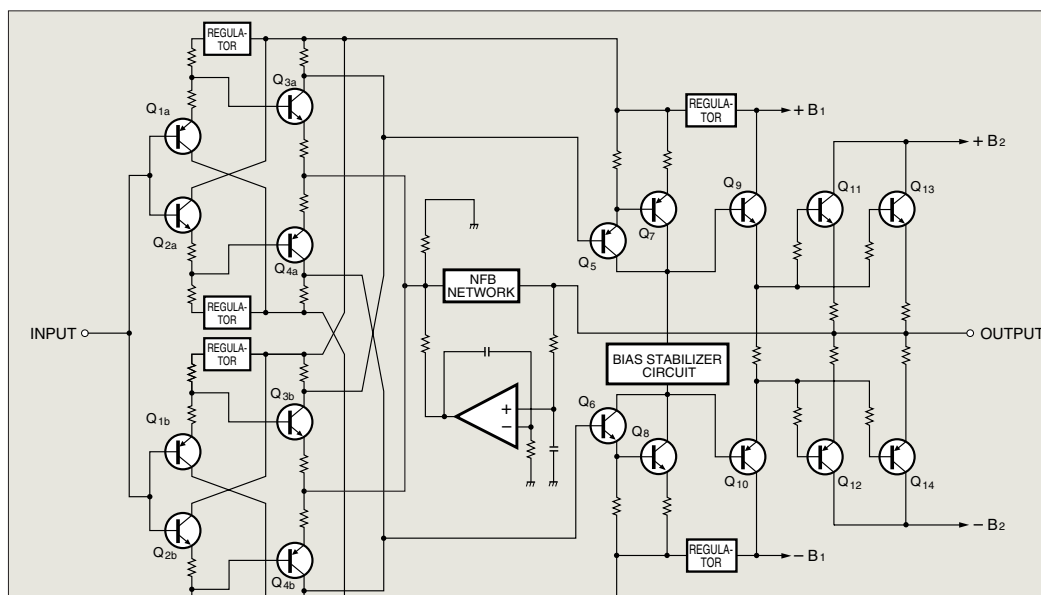 REGULA-
TOR
Q3a
Q1a
Q2a
Q4a
REGULA-
TOR
INPUT
REGULA-
TOR
Q3b
Q1b
Q2b
Q4b
NFB
NETWORK
+
−
REGULA-
TOR
+ B1
+ B2
Q9
Q11
Q13
Q7
Q5
OUTPUT
BIAS STABILIZER
CIRCUIT
Q6
Q8
Q10
Q12
Q14
− B2
REGULA-
TOR
− B1